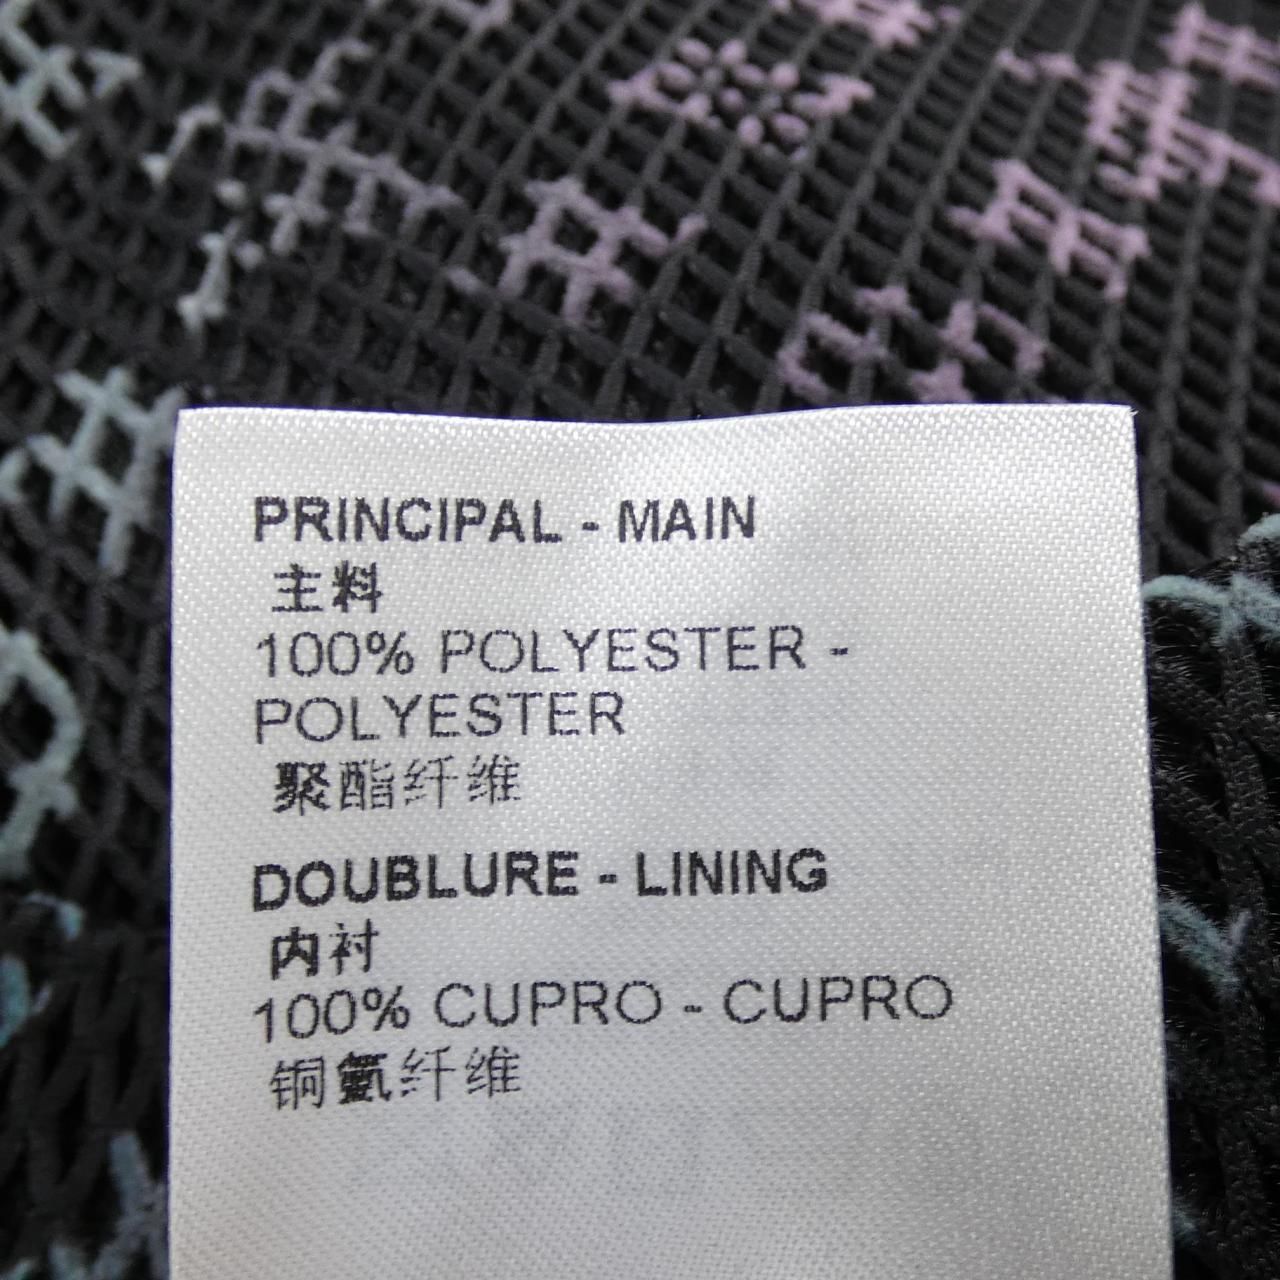 PRINCIPAL - MAIN
主料
100% POLYESTER -
POLYESTER
聚酯纤维
DOUBLURE - LINING
内衬
100% CUPRO - CUPRO
铜氨纤维